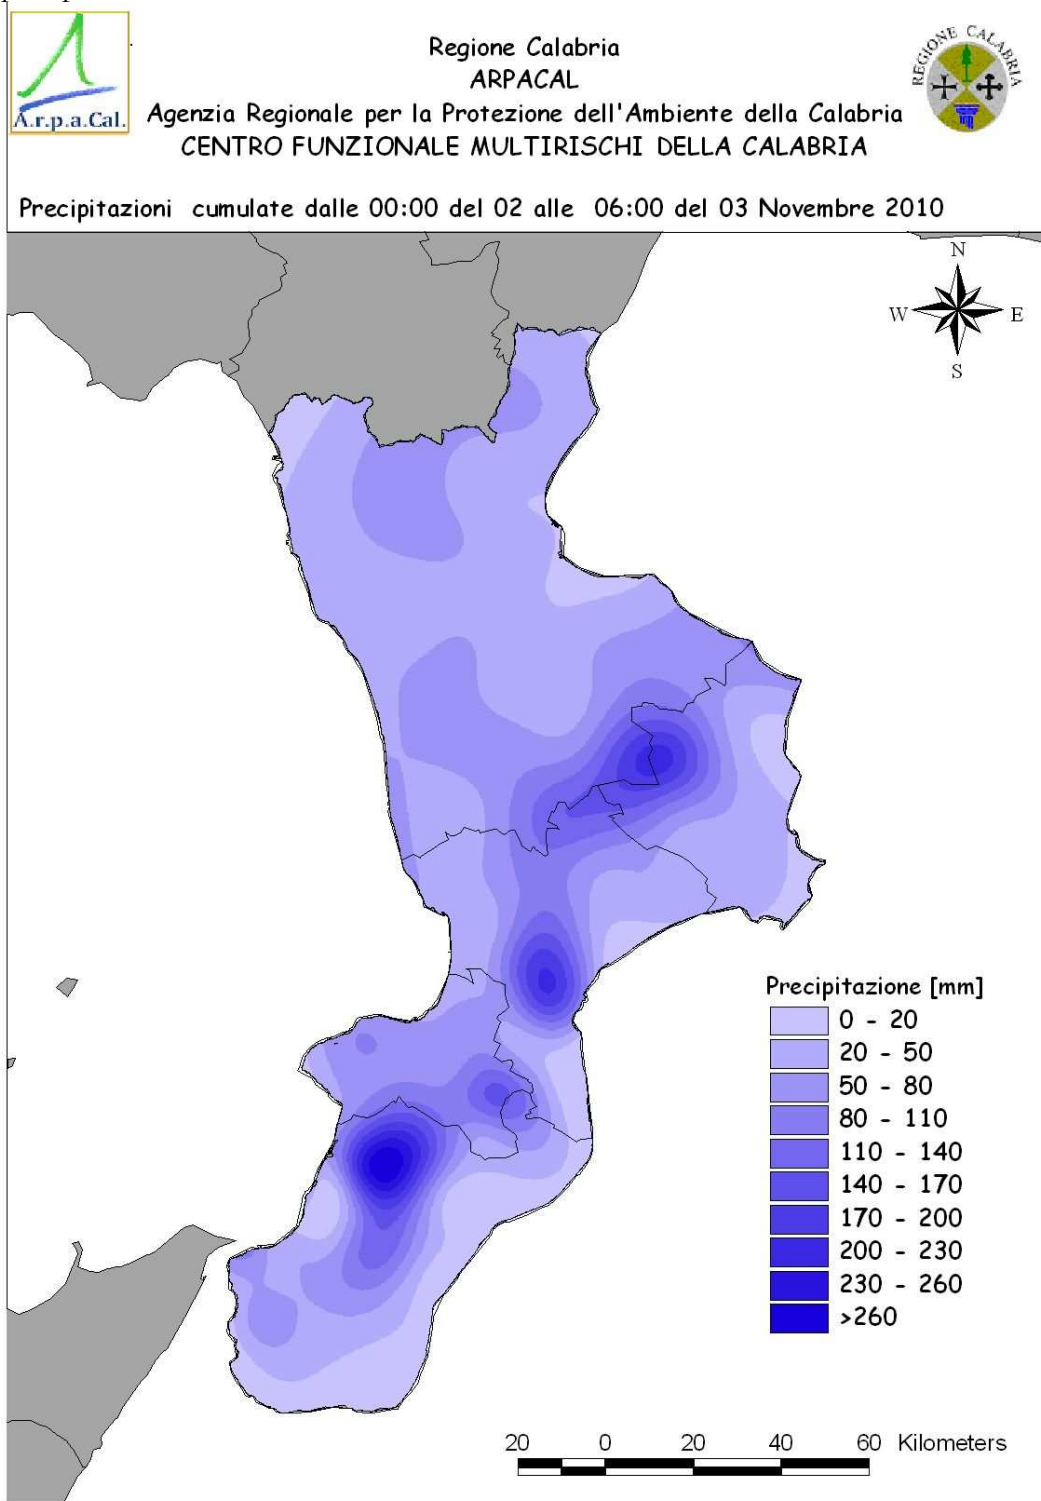 A.r.p.a.Cal.
REGIONE CALABRIA
Regione Calabria
ARPACAL
Agenzia Regionale per la Protezione dell'Ambiente della Calabria
CENTRO FUNZIONALE MULTIRISCHI DELLA CALABRIA
Precipitazioni cumulate dalle 00:00 del 02 alle 06:00 del 03 Novembre 2010
N
W E
S
Precipitazione [mm]
0 - 20
20 - 50
50 - 80
80 - 110
110 - 140
140 - 170
170 - 200
200 - 230
230 - 260
>260
20 0 20 40 60 Kilometers